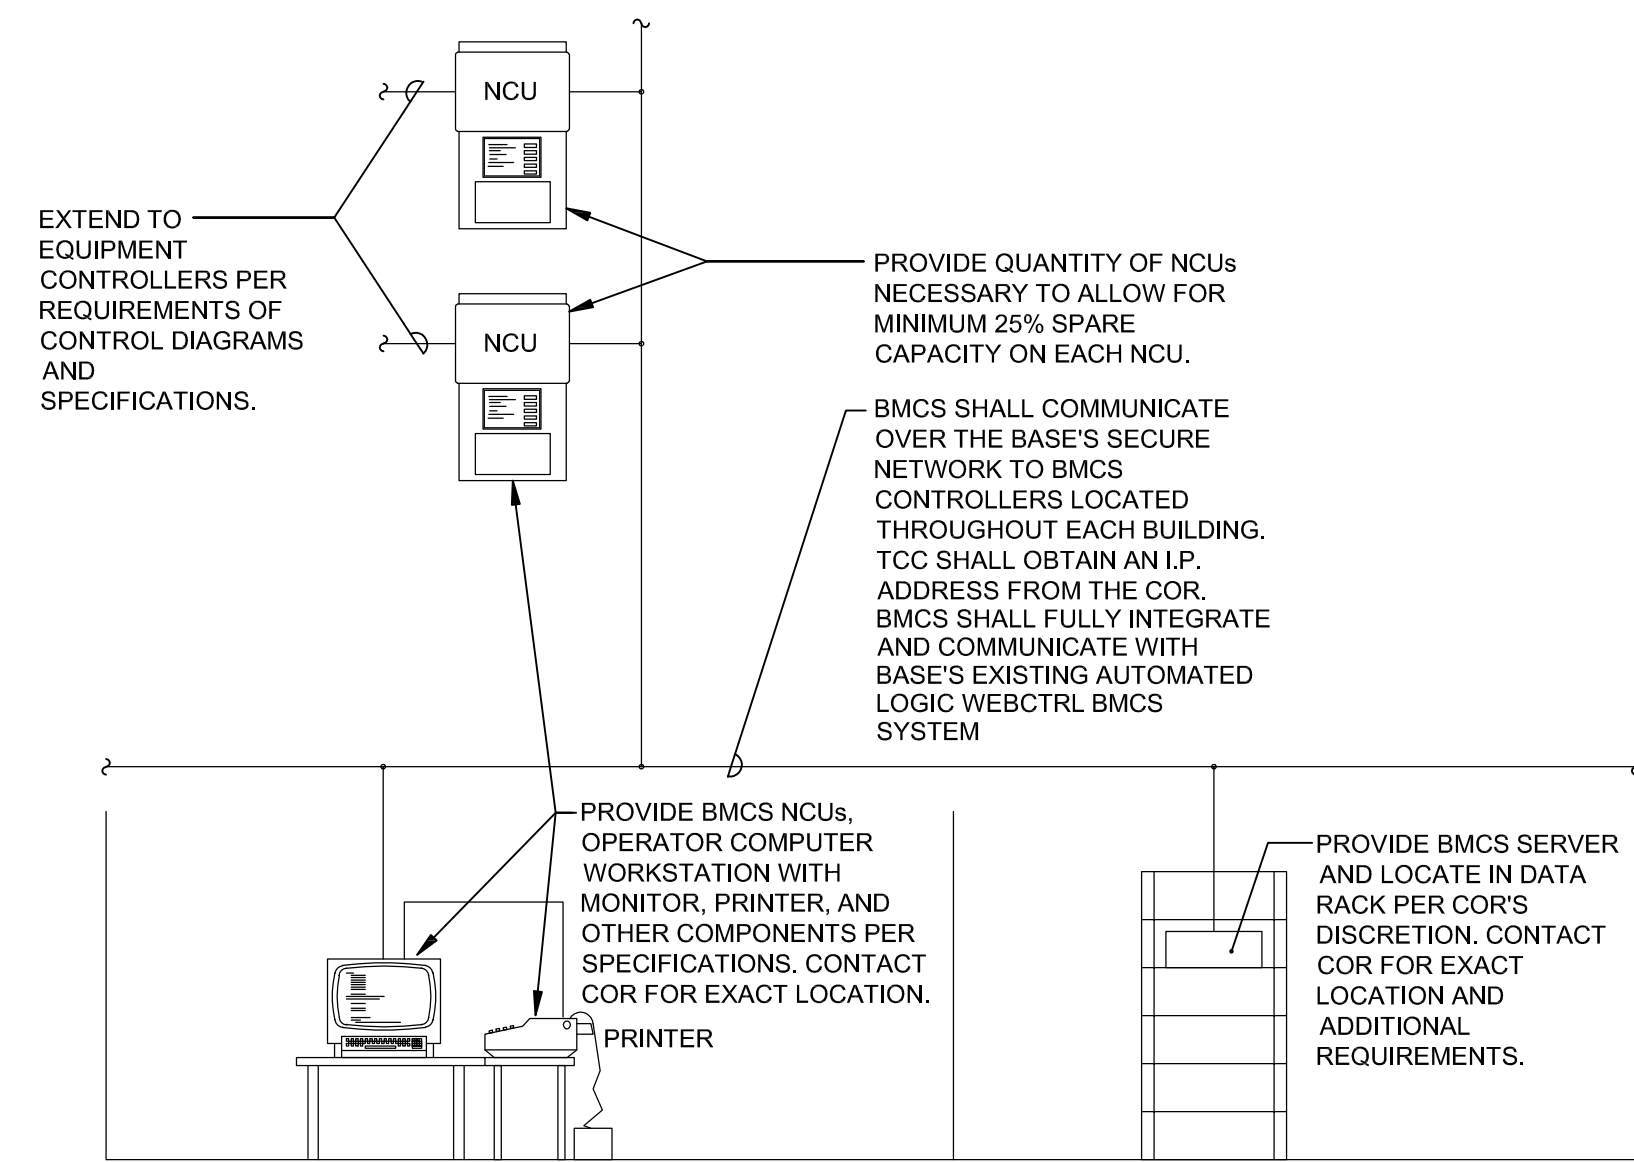 NCU
EXTEND TO
EQUIPMENT
CONTROLLERS PER
REQUIREMENTS OF
CONTROL DIAGRAMS
AND
SPECIFICATIONS.
PROVIDE QUANTITY OF NCUs
NECESSARY TO ALLOW FOR
MINIMUM 25% SPARE
CAPACITY ON EACH NCU.
NCU
BMCS SHALL COMMUNICATE
OVER THE BASE'S SECURE
NETWORK TO BMCS
CONTROLLERS LOCATED
THROUGHOUT EACH BUILDING.
TCC SHALL OBTAIN AN I.P.
ADDRESS FROM THE COR.
BMCS SHALL FULLY INTEGRATE
AND COMMUNICATE WITH
BASE'S EXISTING AUTOMATED
LOGIC WEBCTRL BMCS
SYSTEM
PROVIDE BMCS NCUs,
OPERATOR COMPUTER
WORKSTATION WITH
MONITOR, PRINTER, AND
OTHER COMPONENTS PER
SPECIFICATIONS. CONTACT
COR FOR EXACT LOCATION.
PRINTER
PROVIDE BMCS SERVER
AND LOCATE IN DATA
RACK PER COR'S
DISCRETION. CONTACT
COR FOR EXACT
LOCATION AND
ADDITIONAL
REQUIREMENTS.